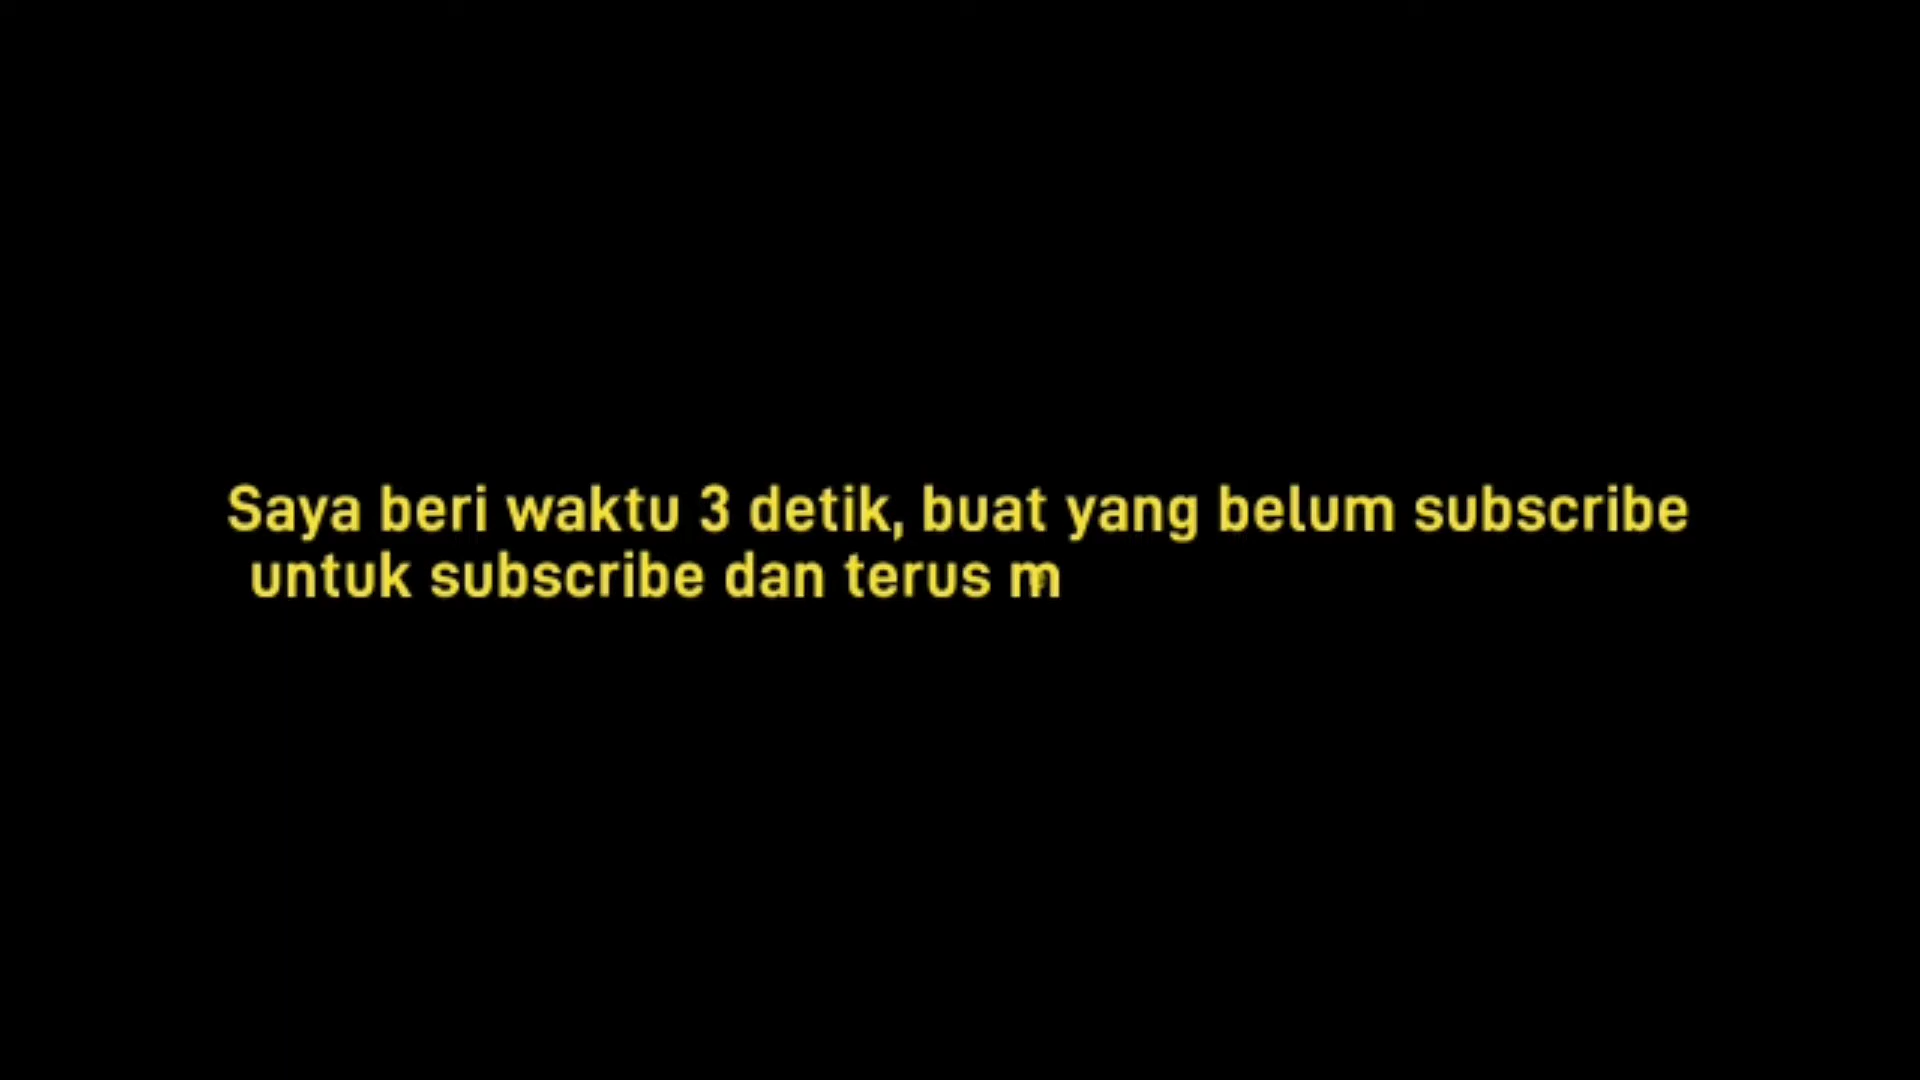 Saya beri waktu 3 detik, buat yang belum subscribe
untuk subscribe dan terus m